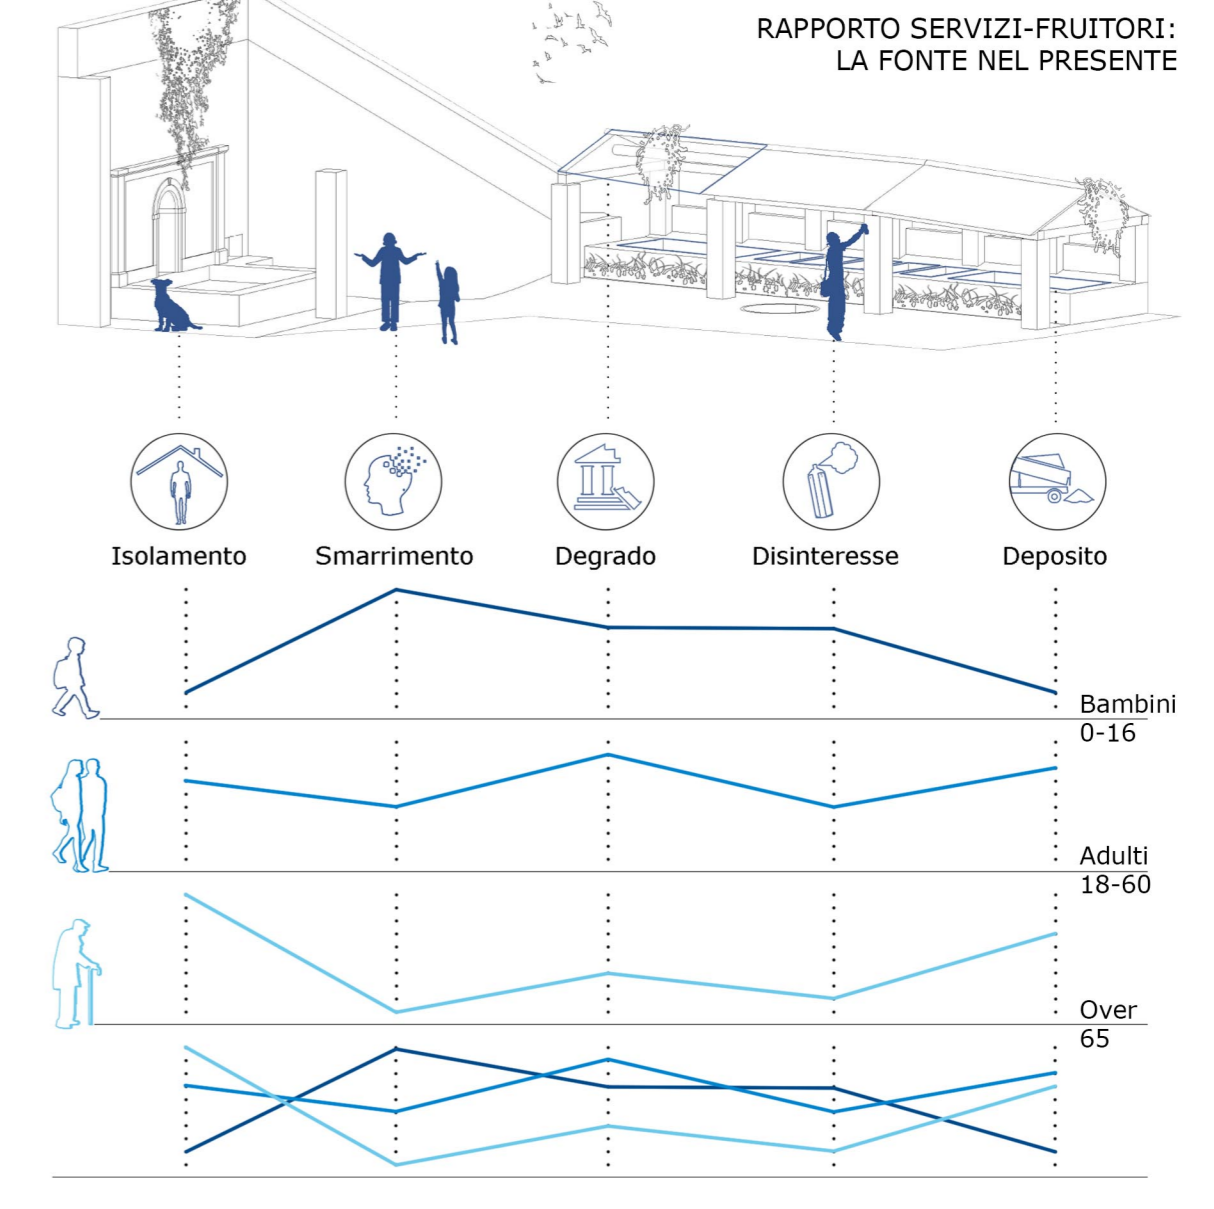 RAPPORTO SERVIZI-FRUITORI:
LA FONTE NEL PRESENTE
Isolamento
Smarrimento
Degrado
Disinteresse
Deposito
Bambini
0-16
Adulti
18-60
Over
65